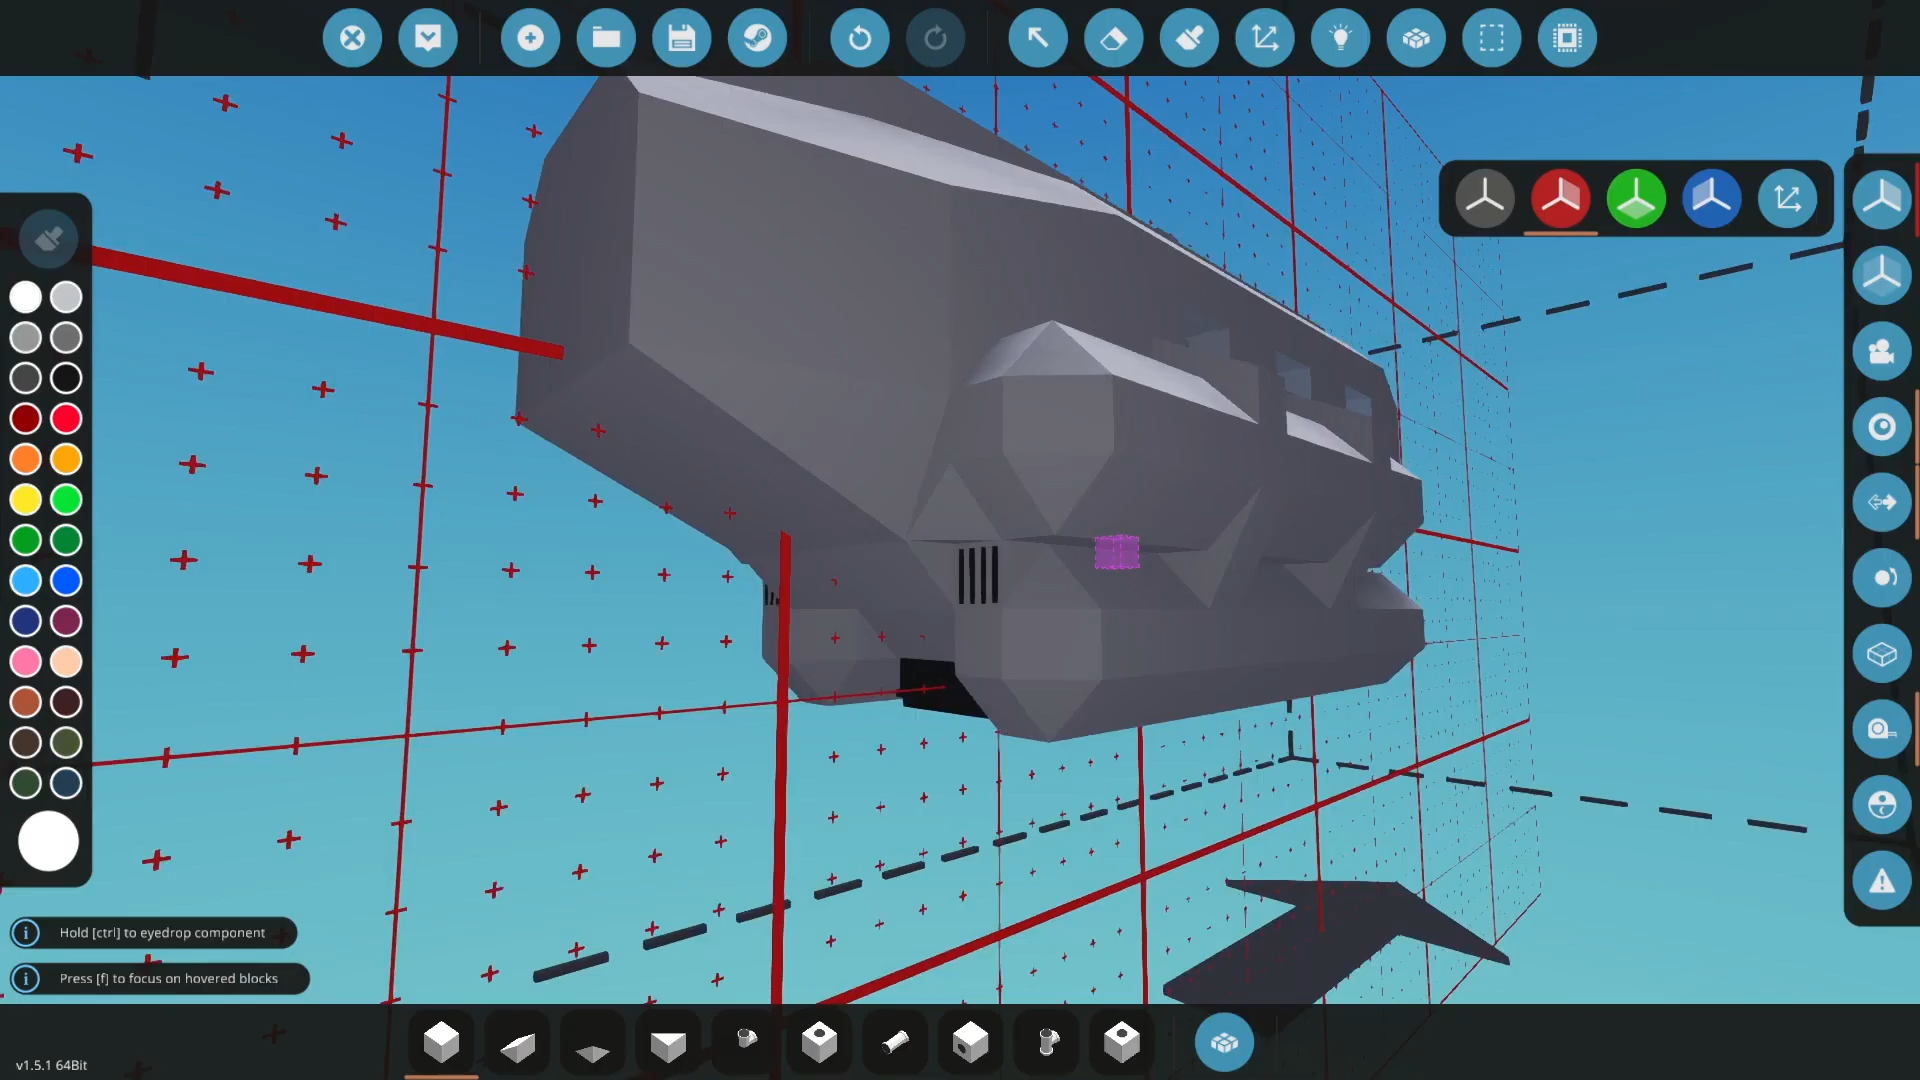 Hold [ctrl] to eyedrop component
Press [f] to focus on hovered blocks
v1.5.1 64Bit